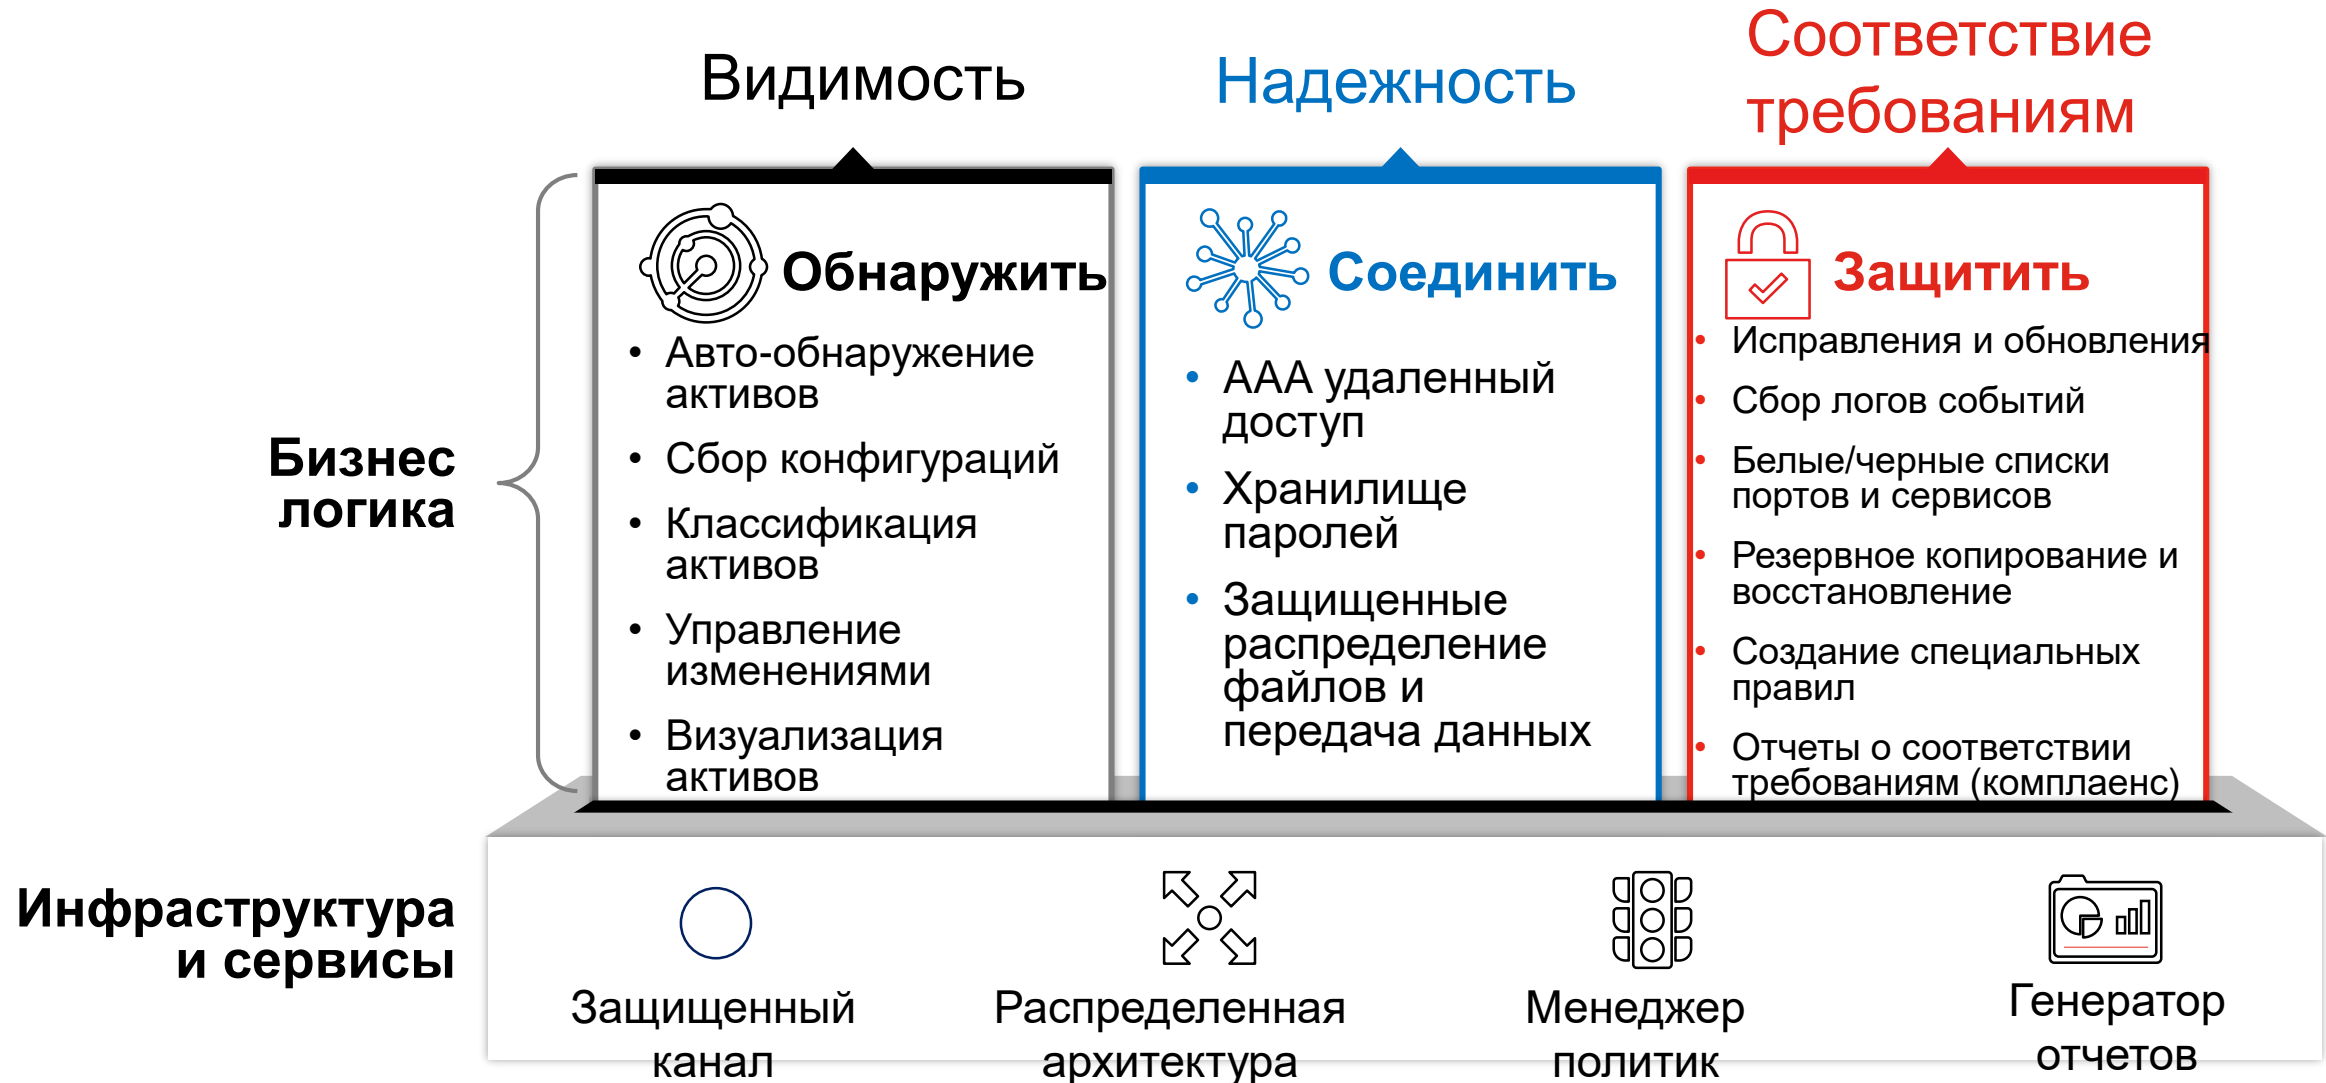 Видимость
Надежность
Соответствие
требованиям
Бизнес
логика
Обнаружить
• Авто-обнаружение
активов
• Сбор конфигураций
• Классификация
активов
• Управление
изменениями
• Визуализация
активов
Соединить
• ААА удаленный
доступ
• Хранилище
паролей
• Защищенные
распределение
файлов и
передача данных
Защитить
• Исправления и обновления
• Сбор логов событий
• Белые/черные списки
портов и сервисов
• Резервное копирование и
восстановление
• Создание специальных
правил
• Отчеты о соответствии
требованиям (комплаенс)
Инфраструктура
и сервисы
Защищенный
канал
Распределенная
архитектура
Менеджер
политик
Генератор
отчетов